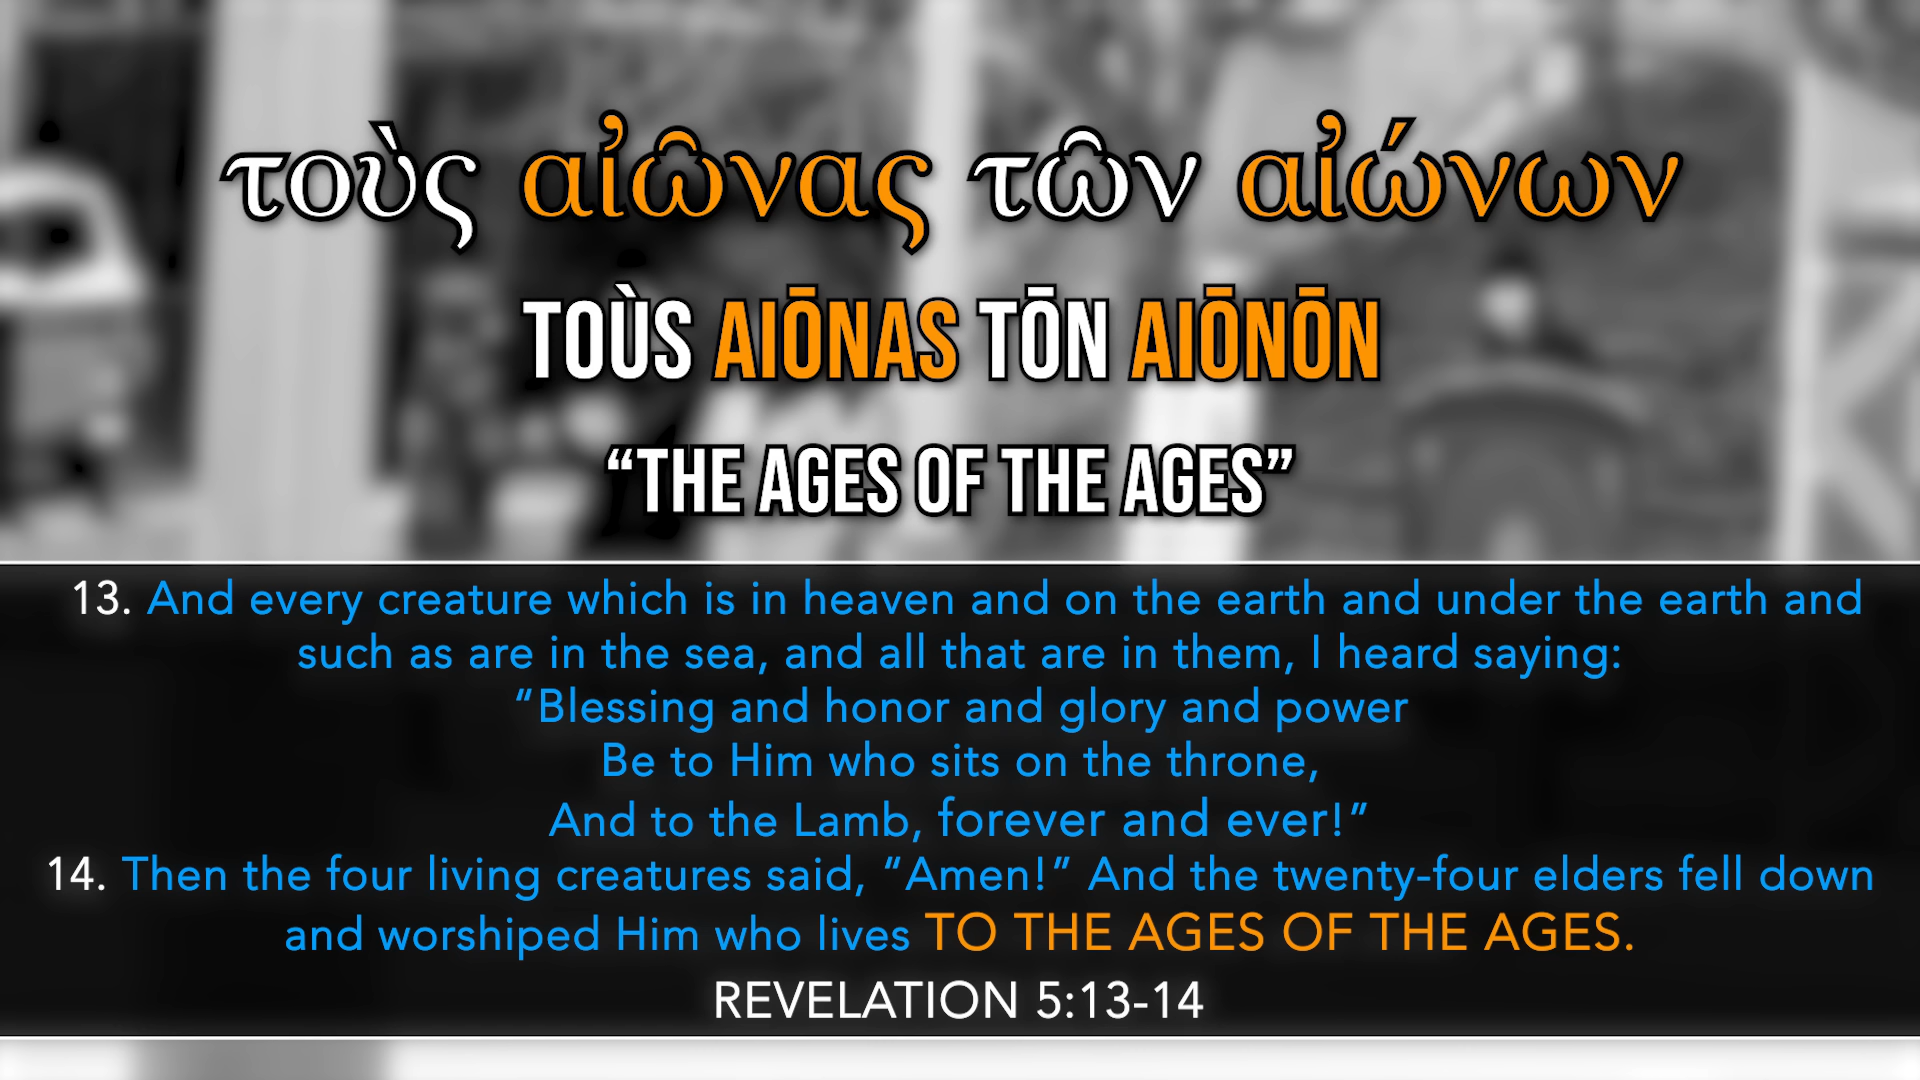 τοὺς αἰῶνας τῶν αἰώνων
TOÙS AIŌNAS TŌN AIŌNŌN
“THE AGES OF THE AGES”
13. And every creature which is in heaven and on the earth and under the earth and
such as are in the sea, and all that are in them, I heard saying:
“Blessing and honor and glory and power
Be to Him who sits on the throne,
And to the Lamb, forever and ever!”
14. Then the four living creatures said, “Amen!” And the twenty-four elders fell down
and worshiped Him who lives TO THE AGES OF THE AGES.
REVELATION 5:13-14